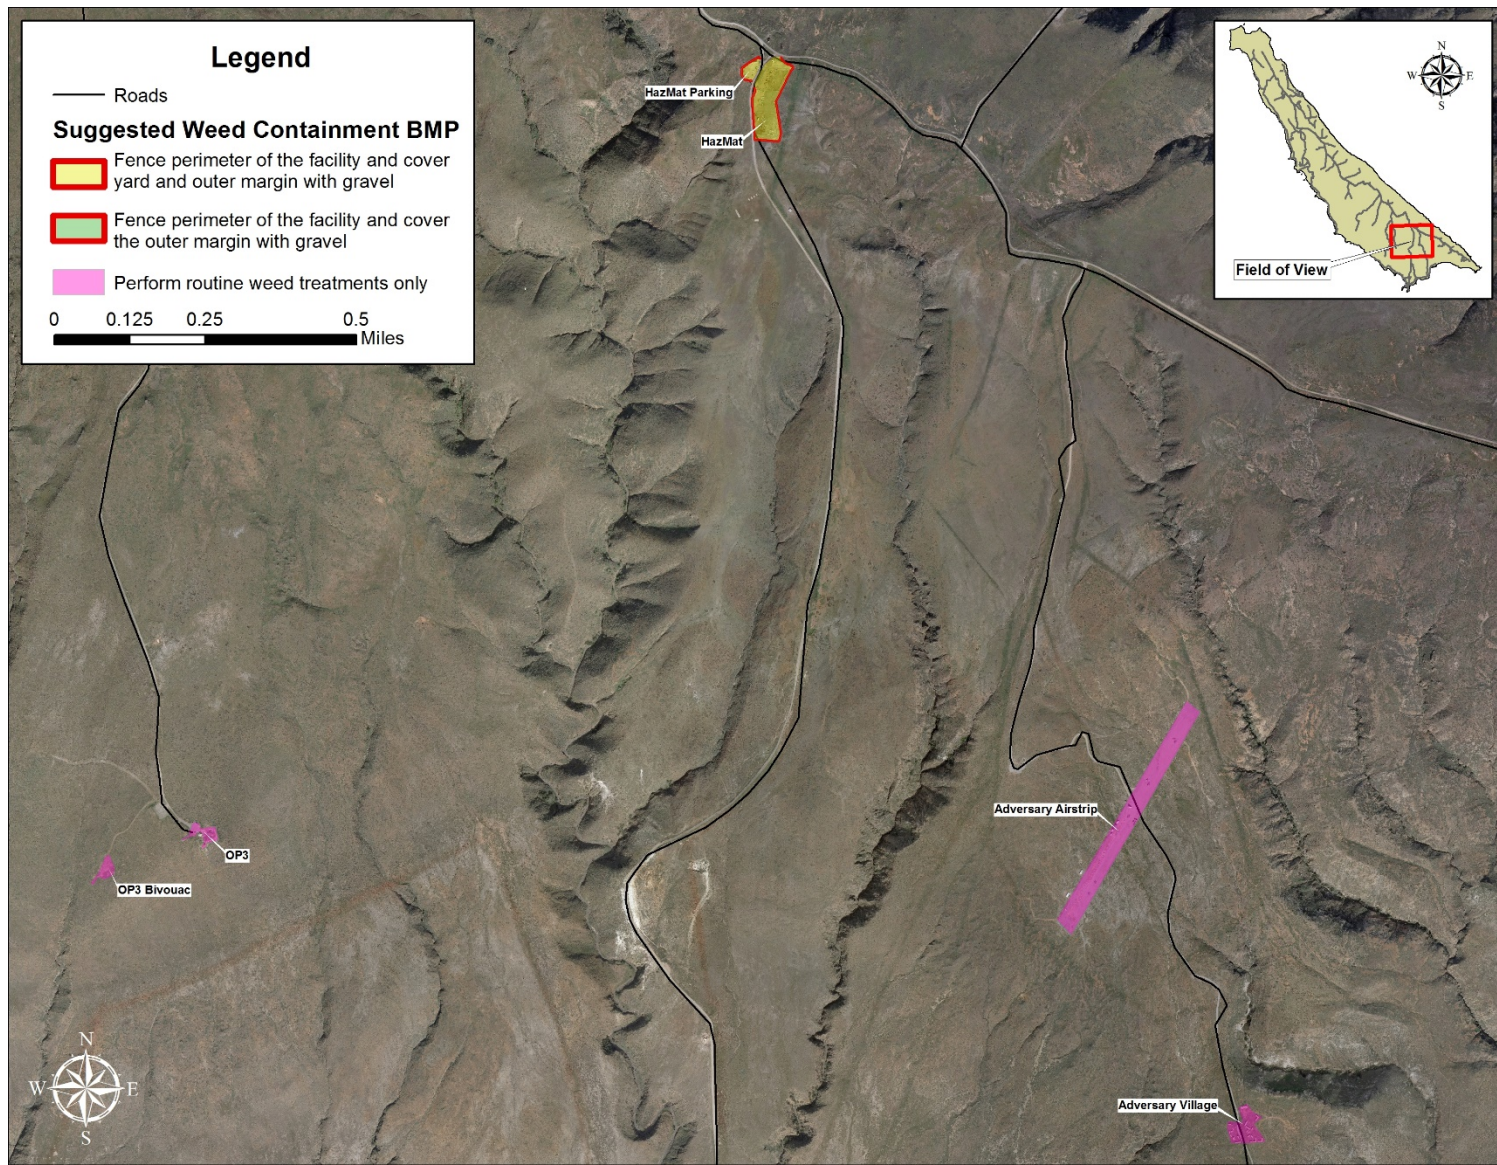 Legend
Roads
Suggested Weed Containment BMP
Fence perimeter of the facility and cover
yard and outer margin with gravel
Fence perimeter of the facility and cover
the outer margin with gravel
Perform routine weed treatments only
0 0.125 0.25 0.5
Miles
HazMat Parking
HazMat
N
W E
S
Field of View
Adversary Airstrip
OP3
OP3 Bivouac
N
W E
S
Adversary Village